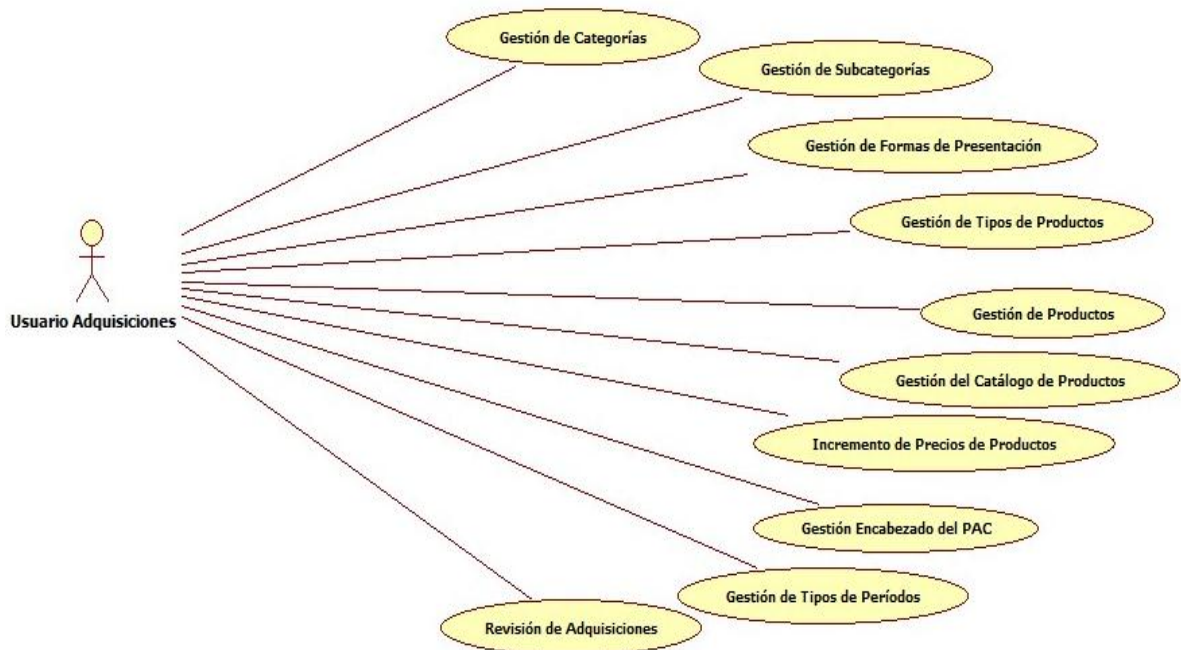 Gestión de Categorías
Gestión de Subcategorías
Gestión de Formas de Presentación
Gestión de Tipos de Productos
Usuario Adquisiciones
Gestión de Productos
Gestión del Catálogo de Productos
Incremento de Precios de Productos
Gestión Encabezado del PAC
Gestión de Tipos de Períodos
Revisión de Adquisiciones